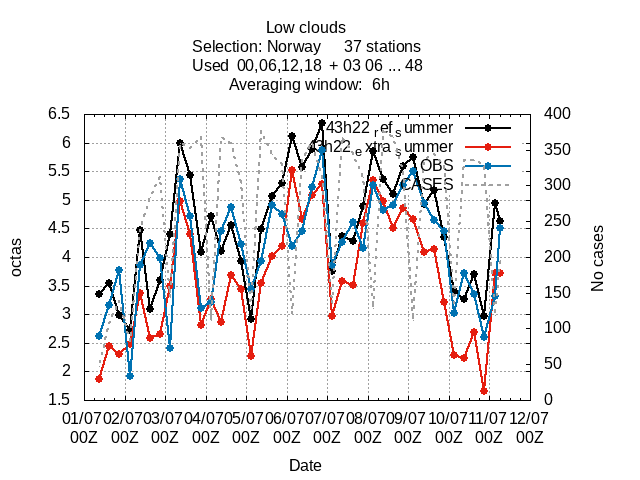 Low clouds
Selection: Norway 37 stations
Used 00,06,12,18 + 03 06 ... 48
Averaging window: 6h
6.5
6
5.5
5
4.5
4
3.5
3
2.5
2
1.5
octas
43h22_ref_summer
43h22_extra_summer
OBS
CASES
400
350
300
250
200
150
100
50
0
No cases
01/07 02/07 03/07 04/07 05/07 06/07 07/07 08/07 09/07 10/07 11/07 12/07
00Z 00Z 00Z 00Z 00Z 00Z 00Z 00Z 00Z 00Z 00Z 00Z
Date